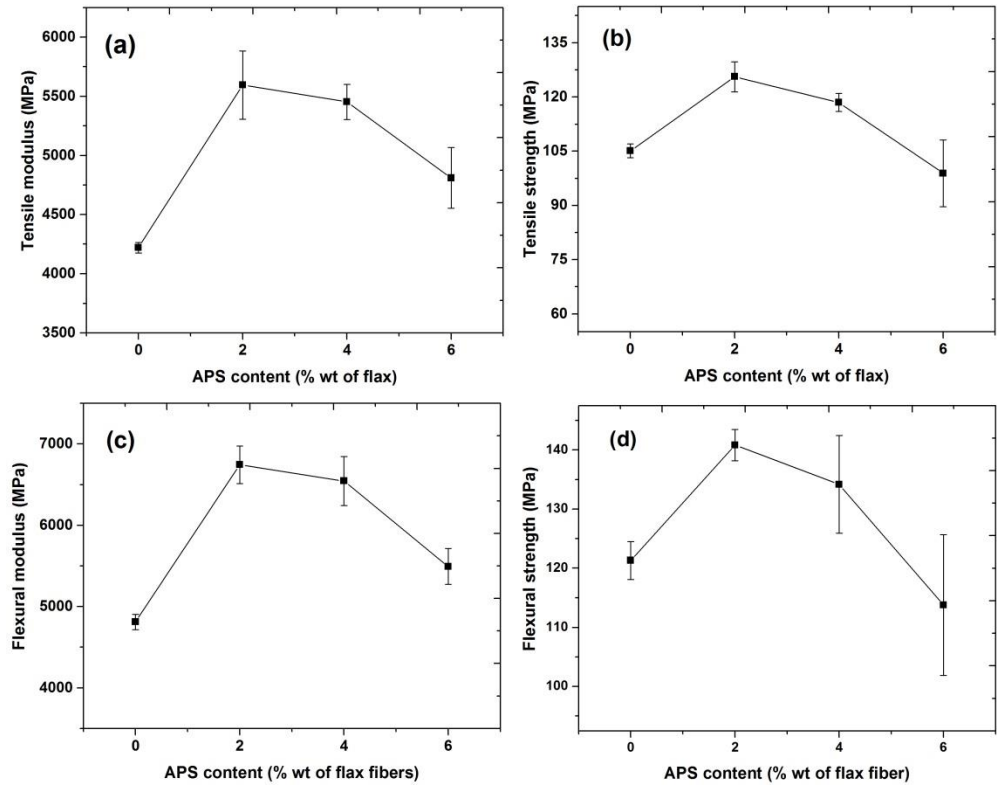 (a)
Tensile modulus (MPa)
6000
5500
5000
4500
4000
3500
0 2 4 6
APS content (% wt of flax)
(b)
Tensile strength (MPa)
135
120
105
90
75
60
0 2 4 6
APS content (% wt of flax)
(c)
Flexural modulus (MPa)
7000
6000
5000
4000
0 2 4 6
APS content (% wt of flax fibers)
(d)
Flexural strength (MPa)
140
130
120
110
100
0 2 4 6
APS content (% wt of flax fiber)